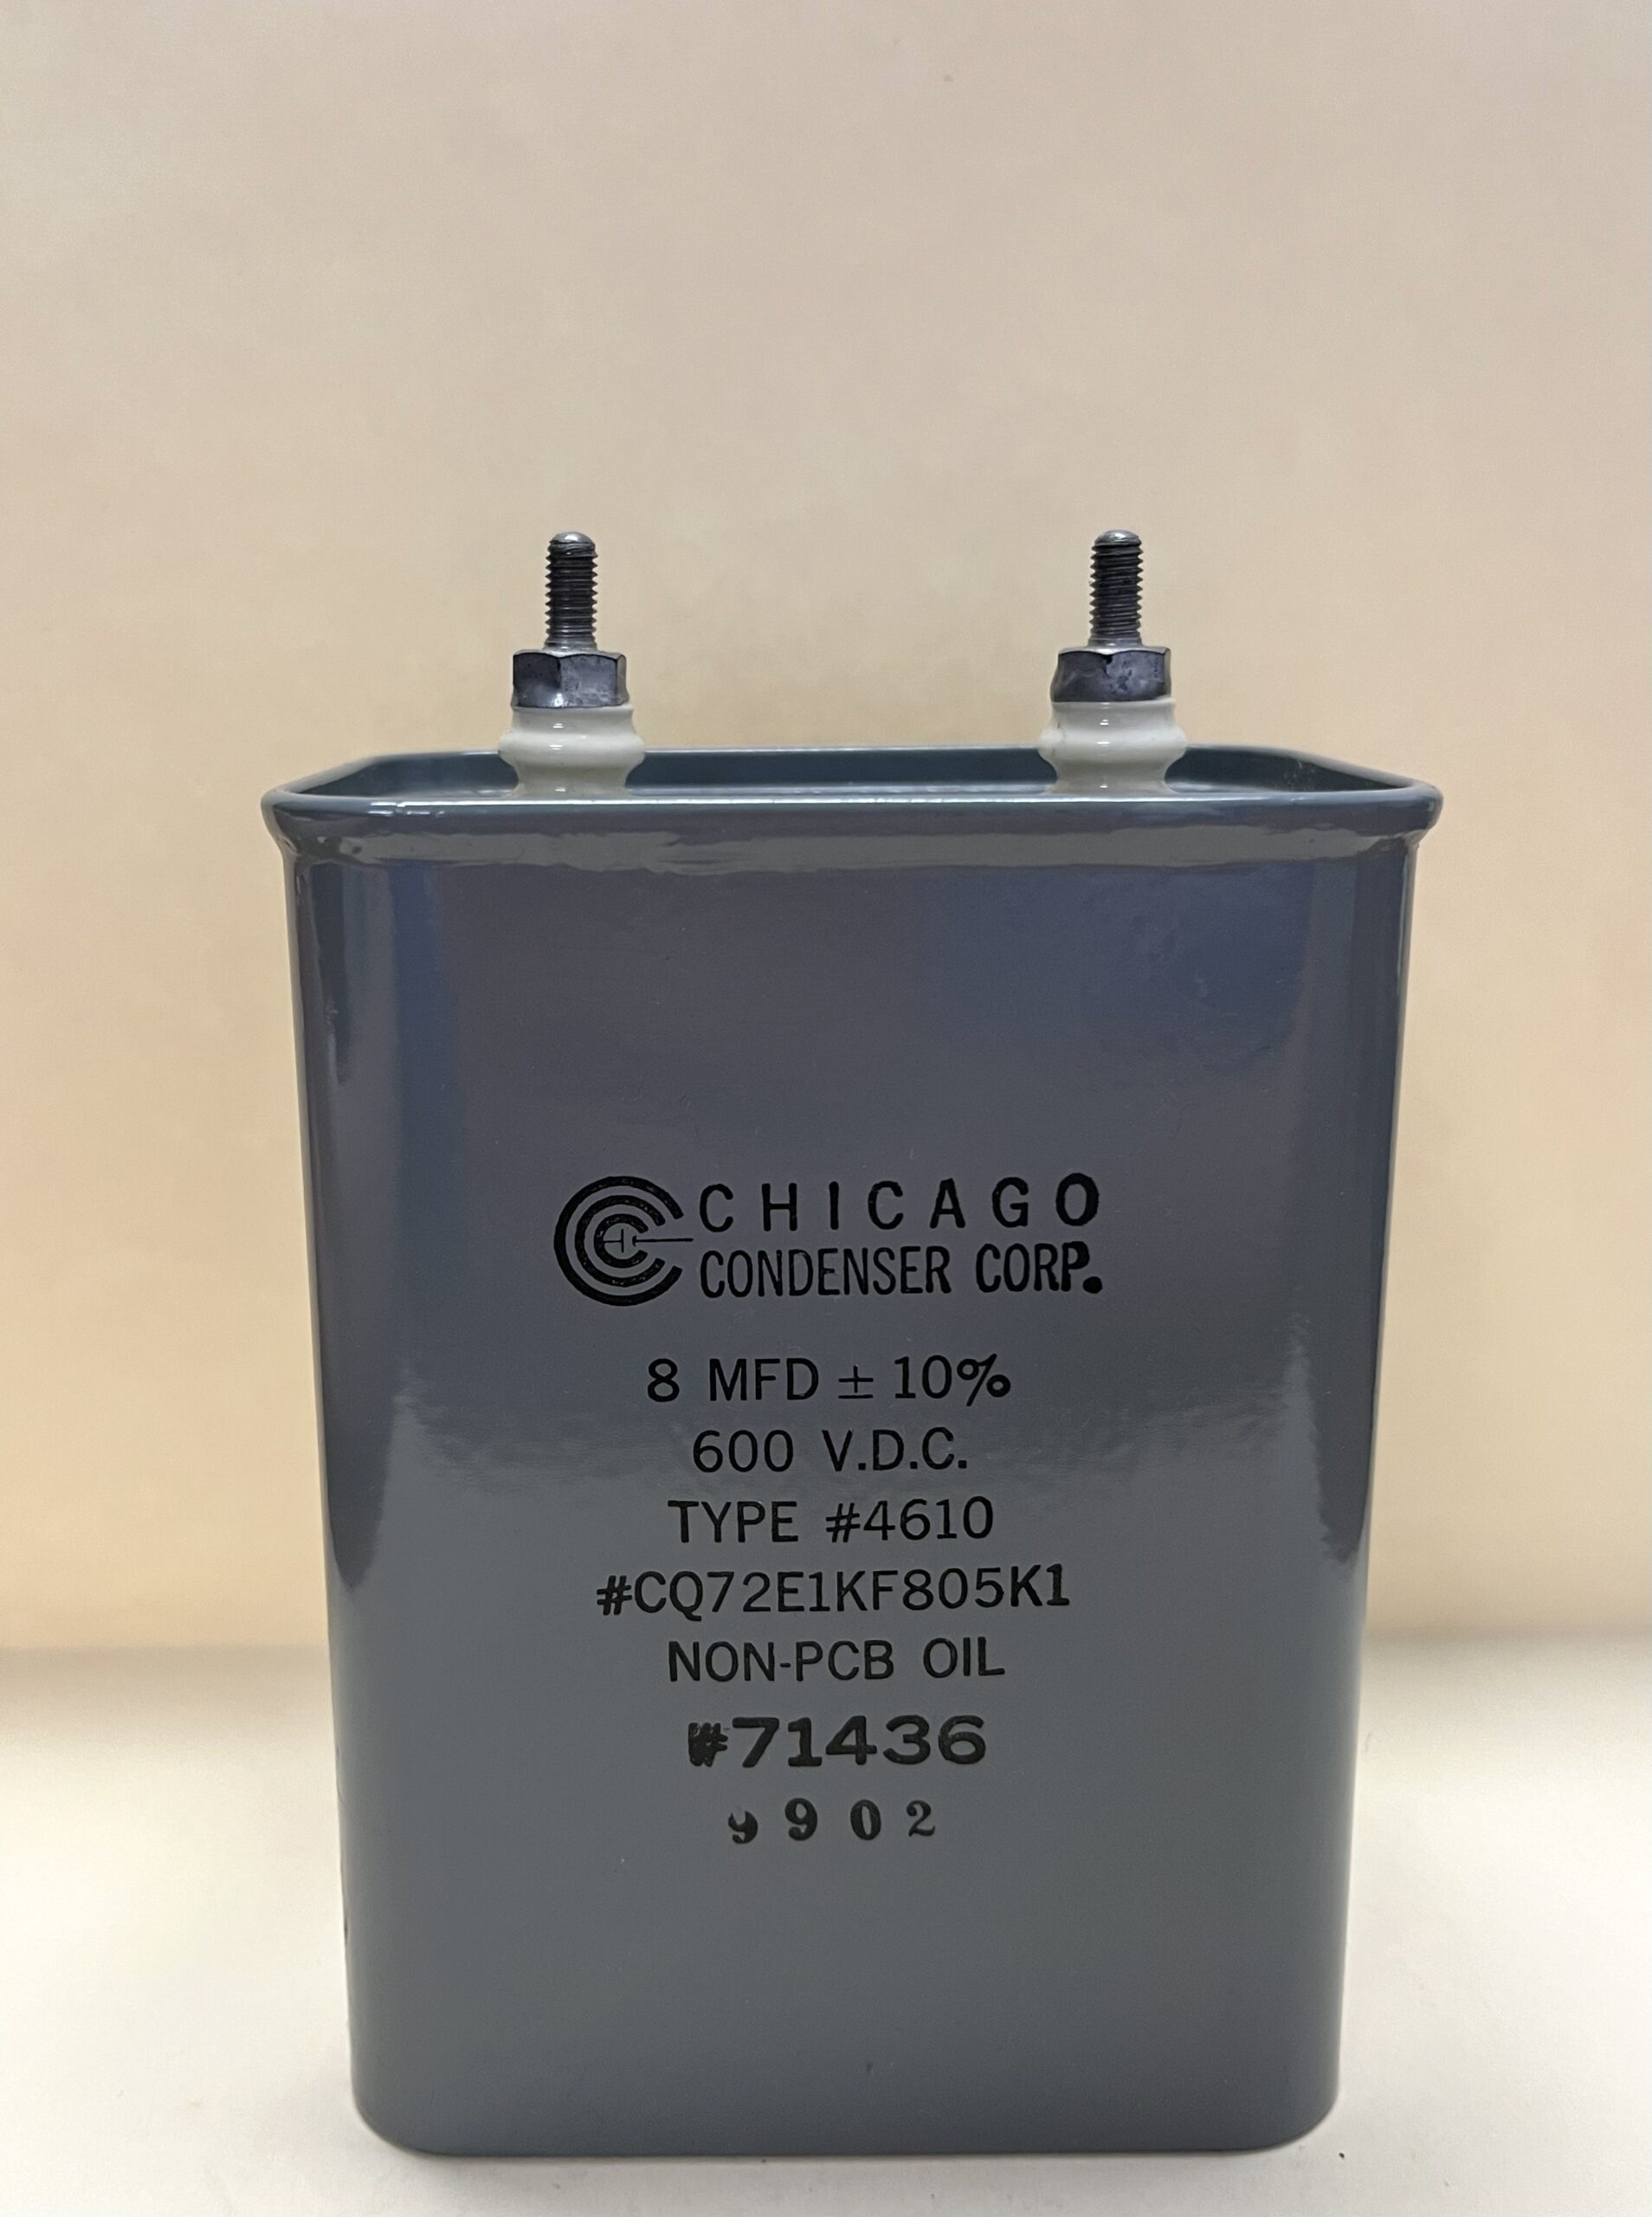 CHICAGO
CONDENSER CORP.
8 MFD ± 10%
600 V.D.C.
TYPE #4610
#CQ72E1KF805K1
NON-PCB OIL
#71436
9902